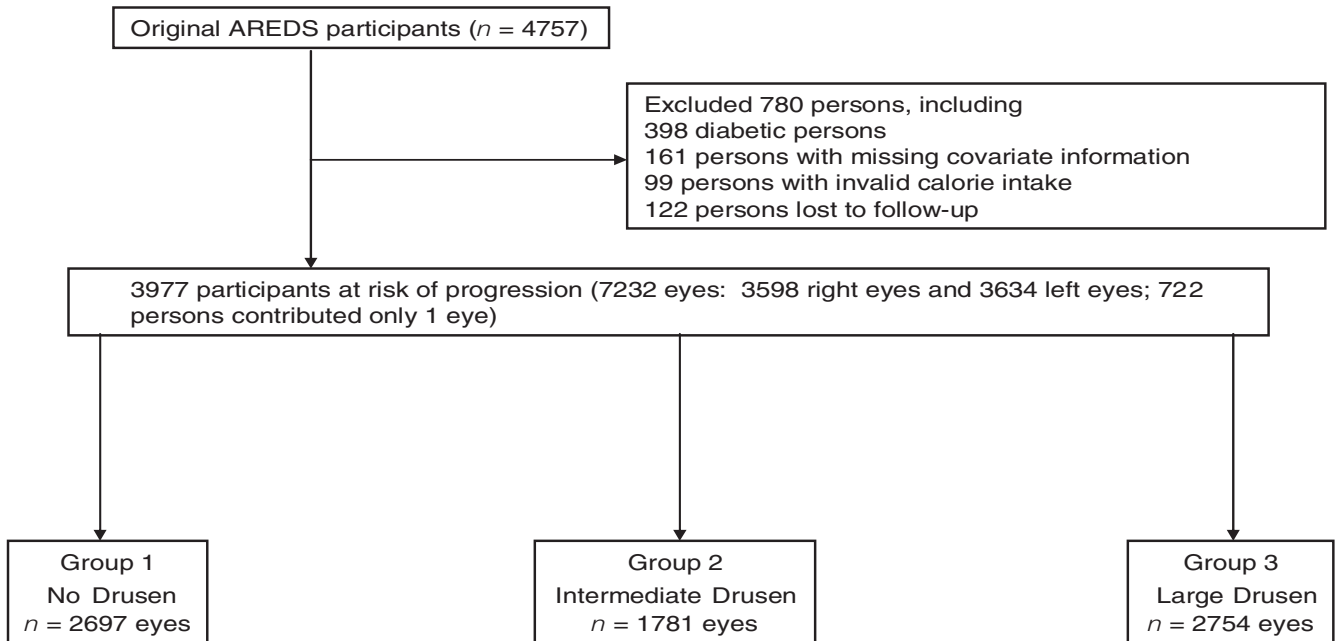 Original AREDS participants (n = 4757)
Excluded 780 persons, including
398 diabetic persons
161 persons with missing covariate information
99 persons with invalid calorie intake
122 persons lost to follow-up
3977 participants at risk of progression (7232 eyes: 3598 right eyes and 3634 left eyes; 722
persons contributed only 1 eye)
Group 1
No Drusen
n = 2697 eyes
Group 2
Intermediate Drusen
n = 1781 eyes
Group 3
Large Drusen
n = 2754 eyes